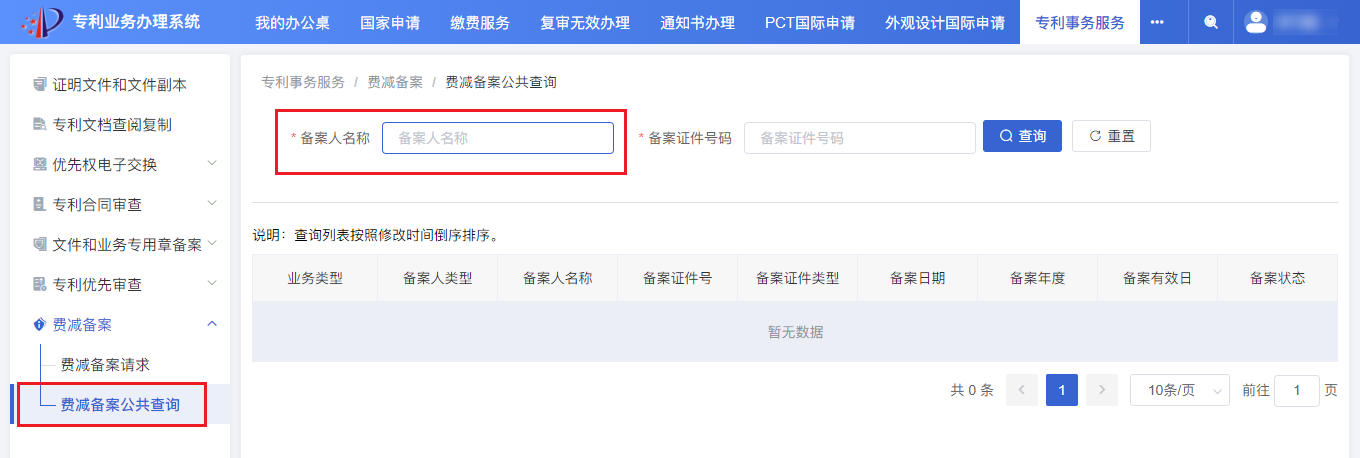 专利业务办理系统 我的办公桌 国家申请 缴费服务 复审无效办理 通知书办理 PCT国际申请 外观设计国际申请 专利事务服务 •••
证明文件和文件副本
专利文档查阅复制
优先权电子交换
专利合同审查
文件和业务专用章备案
专利优先审查
费减备案
费减备案请求
费减备案公共查询
专利事务服务 / 费减备案 / 费减备案公共查询
* 备案人名称 备案人名称 * 备案证件号码 备案证件号码 查询 重置
说明：查询列表按照修改时间倒序排序。
业务类型 备案人类型 备案人名称 备案证件号 备案证件类型 备案日期 备案年度 备案有效日 备案状态
暂无数据
共 0 条 1 10条/页 前往 1 页